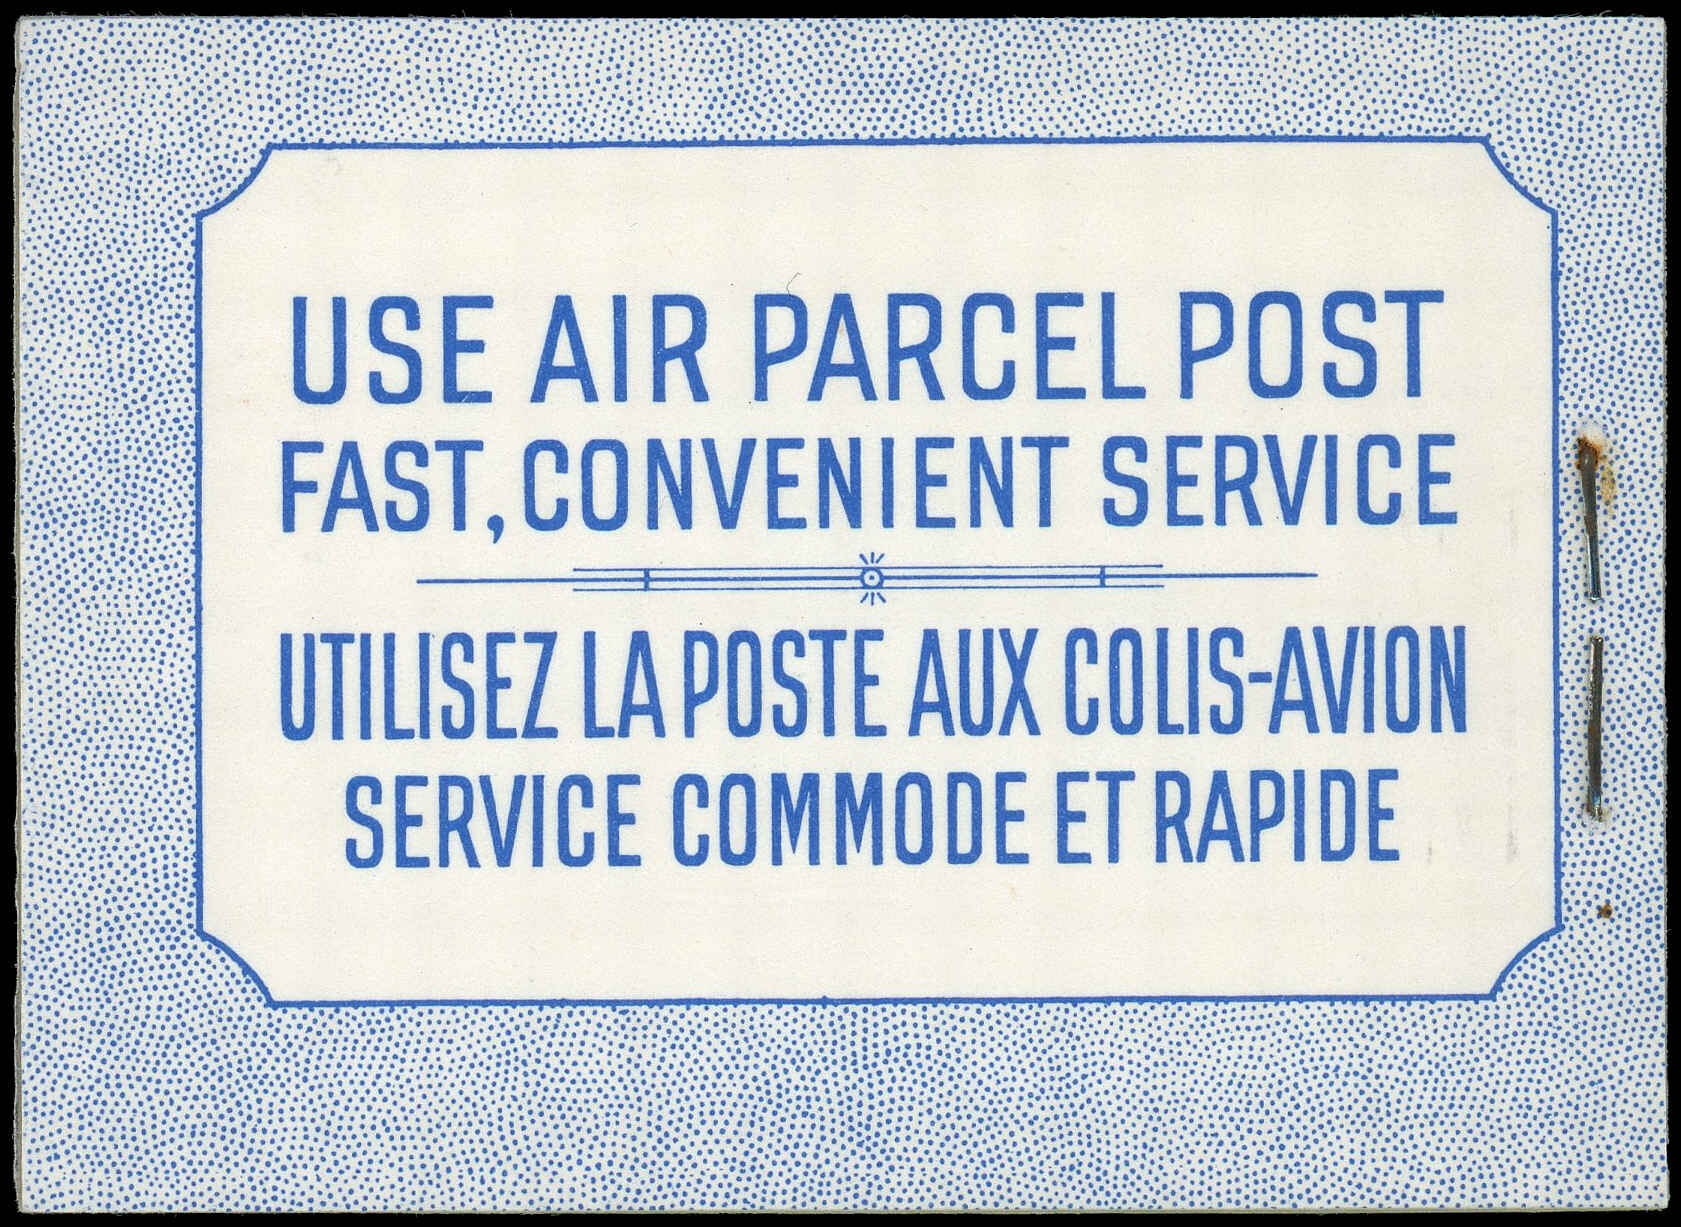 USE AIR PARCEL POST
FAST, CONVENIENT SERVICE
UTILISEZ LA POSTE AUX COLIS-AVION
SERVICE COMMODE ET RAPIDE